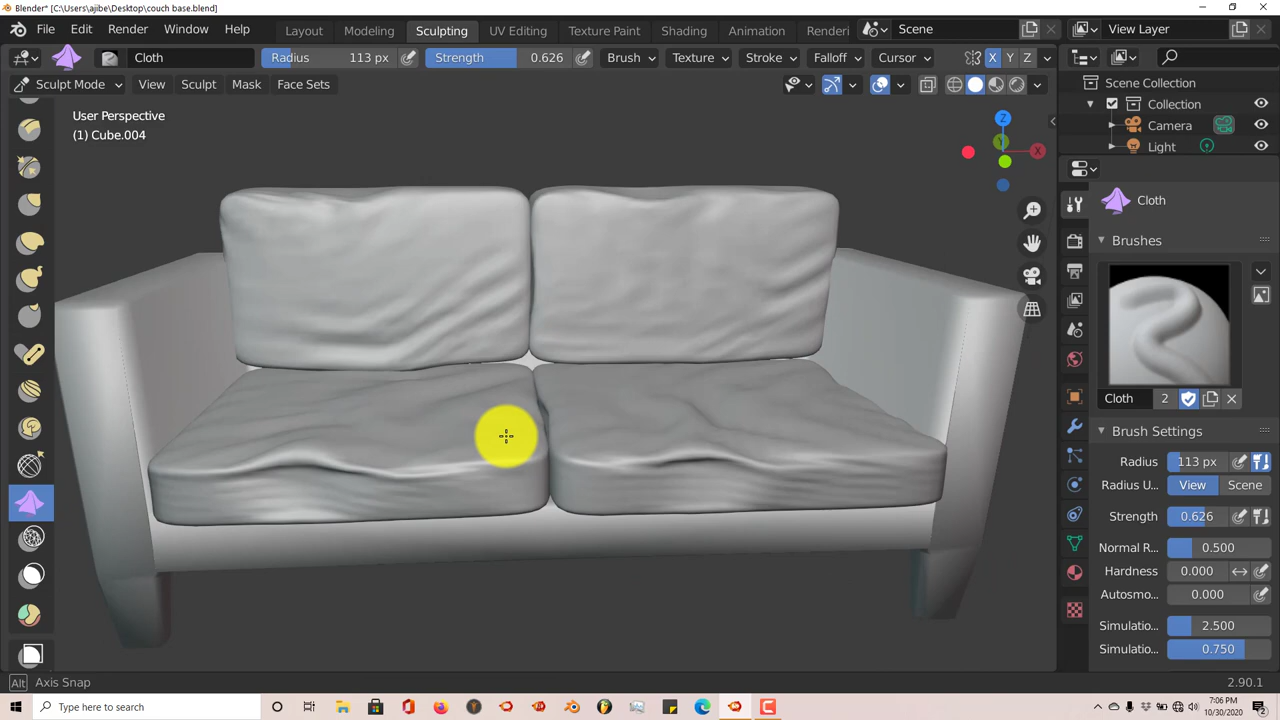 Blender* [C:\Users\ajibe\Desktop\couch base.blend]
File Edit Render Window Help Layout Modeling Sculpting UV Editing Texture Paint Shading Animation Renderi Scene View Layer
Cloth Radius 113 px Strength 0.626 Brush Texture Stroke Falloff Cursor X Y Z
Sculpt Mode View Sculpt Mask Face Sets
Scene Collection
Collection
Camera
Light
User Perspective
(1) Cube.004
Z
Y
X
Cloth
Brushes
Cloth 2
Brush Settings
Radius 113 px
Radius U... View Scene
Strength 0.626
Normal R... 0.500
Hardness 0.000
Autosmo... 0.000
Simulatio... 2.500
Simulatio... 0.750
Alt Axis Snap 2.90.1
Type here to search
7:06 PM
10/30/2020
2